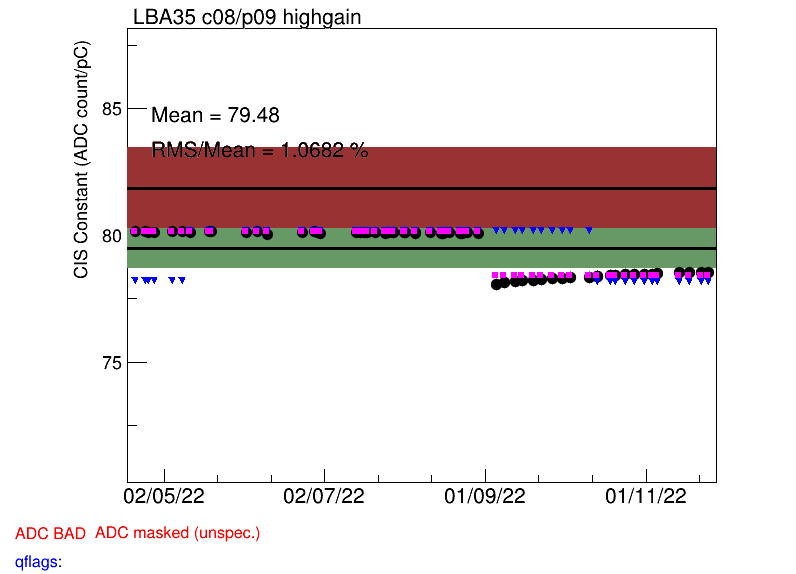 LBA35 c08/p09 highgain
CIS Constant (ADC count/pC)
85
80
75
Mean = 79.48
RMS/Mean = 1.0682 %
02/05/22 02/07/22 01/09/22 01/11/22
ADC BAD ADC masked (unspec.)
qflags: